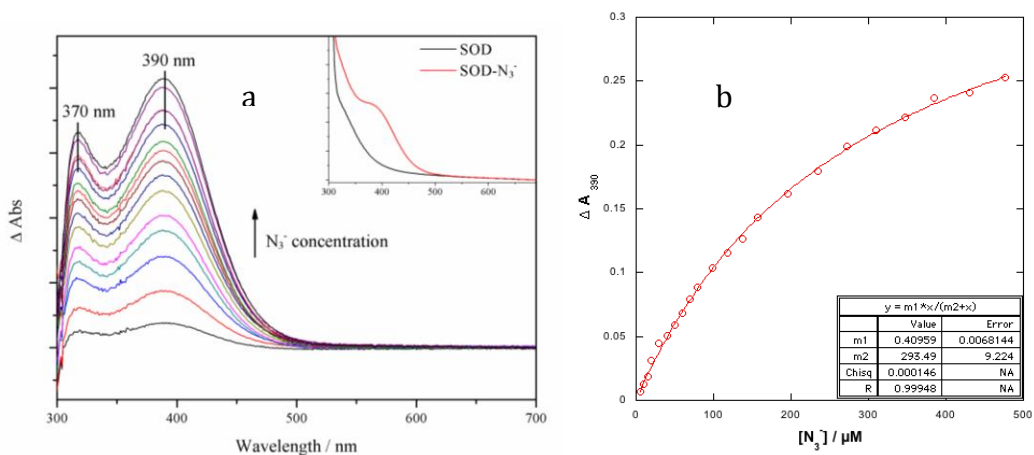 390 nm
370 nm
a
SOD
SOD-N₃⁻
300 400 500 600
N₃⁻ concentration
Δ Abs
300 400 500 600 700
Wavelength / nm
b
0.3
0.25
0.2
0.15
0.1
0.05
0
Δ A 390
0 100 200 300 400 500
[N₃⁻] / µM
y = m1*x/(m2+x)
Value Error
m1 0.40959 0.0068144
m2 293.49 9.224
Chisq 0.000146 NA
R 0.99948 NA